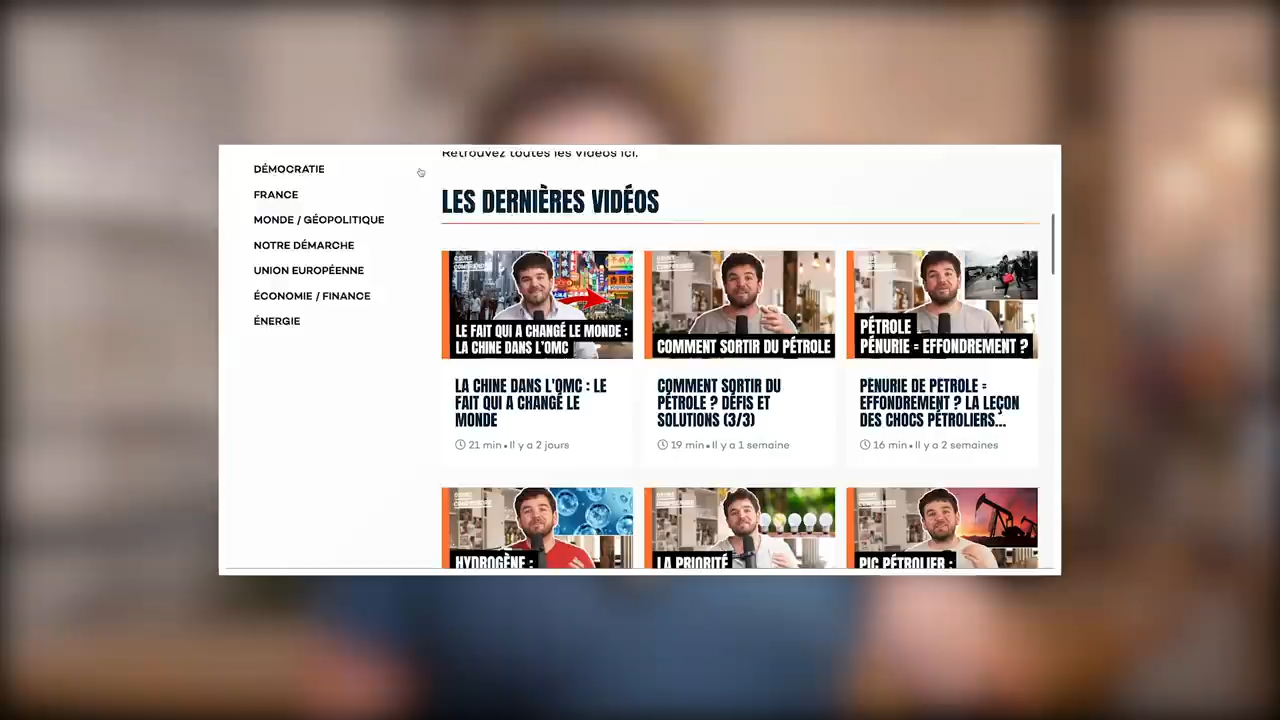 Retrouvez toutes les vidéos ici.
DÉMOCRATIE
FRANCE
MONDE / GÉOPOLITIQUE
NOTRE DÉMARCHE
UNION EUROPÉENNE
ÉCONOMIE / FINANCE
ÉNERGIE
LES DERNIÈRES VIDÉOS
LE FAIT QUI A CHANGÉ LE MONDE :
LA CHINE DANS L'OMC
LA CHINE DANS L'OMC : LE
FAIT QUI A CHANGÉ LE
MONDE
21 min • Il y a 2 jours
COMMENT SORTIR DU PÉTROLE
COMMENT SORTIR DU
PÉTROLE ? DÉFIS ET
SOLUTIONS (3/3)
19 min • Il y a 1 semaine
PÉTROLE
PÉNURIE = EFFONDREMENT ?
PÉNURIE DE PÉTROLE =
EFFONDREMENT ? LA LEÇON
DES CHOCS PÉTROLIERS...
16 min • Il y a 2 semaines
HYDROGÈNE :
LA PRIORITÉ
PIC PÉTROLIER :